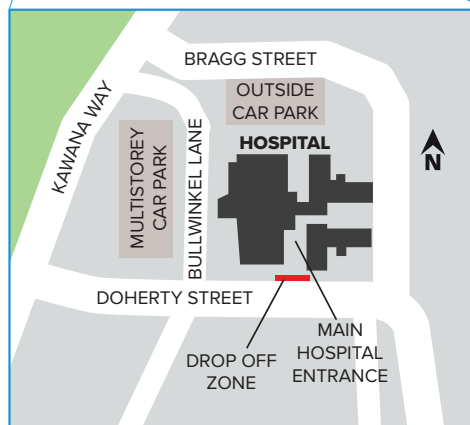 BRAGG STREET
OUTSIDE
CAR PARK
HOSPITAL
KAWANA WAY
MULTISTOREY
CAR PARK
BULLWINKEL LANE
N
DOHERTY STREET
DROP OFF
ZONE
MAIN
HOSPITAL
ENTRANCE